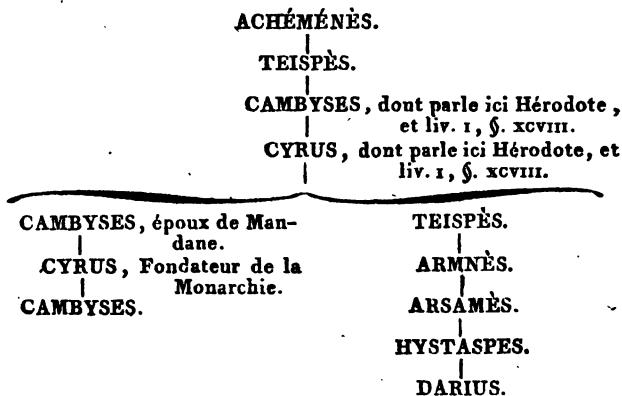 ACHÉMÉNÈS.
TEISPÈS.
CAMBYSES, dont parle ici Hérodote,
et liv. I, §. XCVIII.
CYRUS, dont parle ici Hérodote, et
liv. I, §. XCVIII.
CAMBYSES, époux de Man-
dane.
CYRUS, Fondateur de la
Monarchie.
CAMBYSES.
TEISPÈS.
ARMNÈS.
ARSAMÈS.
HYSTASPES.
DARIUS.